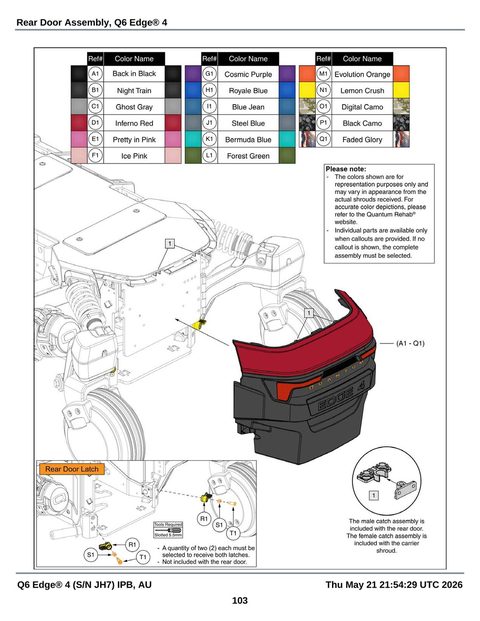 Rear Door Assembly, Q6 Edge® 4
Ref# Color Name Ref# Color Name Ref# Color Name
A1 Back in Black G1 Cosmic Purple M1 Evolution Orange
B1 Night Train H1 Royale Blue N1 Lemon Crush
C1 Ghost Gray I1 Blue Jean O1 Digital Camo
D1 Inferno Red J1 Steel Blue P1 Black Camo
E1 Pretty in Pink K1 Bermuda Blue Q1 Faded Glory
F1 Ice Pink L1 Forest Green
Please note:
- The colors shown are for
representation purposes only and
may vary in appearance from the
actual shrouds received. For
accurate color depictions, please
refer to the Quantum Rehab®
website.
- Individual parts are available only
when callouts are provided. If no
callout is shown, the complete
assembly must be selected.
1
1
(A1 - Q1)
QUANTUM
EDGE 4
Rear Door Latch
R1
S1
T1
Tools Required
Slotted 5.5mm
R1
S1
T1
- A quantity of two (2) each must be
selected to receive both latches.
- Not included with the rear door.
1
The male catch assembly is
included with the rear door.
The female catch assembly is
included with the carrier
shroud.
Q6 Edge® 4 (S/N JH7) IPB, AU Thu May 21 21:54:29 UTC 2026
103